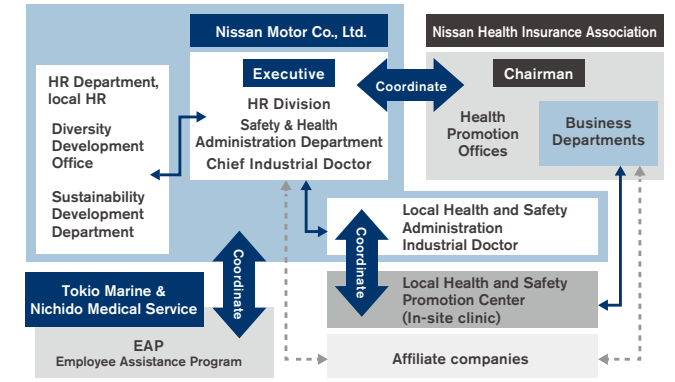 Nissan Motor Co., Ltd.
Nissan Health Insurance Association
HR Department,
local HR
Diversity
Development
Office
Sustainability
Development
Department
Executive
HR Division
Safety & Health
Administration Department
Chief Industrial Doctor
Coordinate
Chairman
Health
Promotion
Offices
Business
Departments
Local Health and Safety
Administration
Industrial Doctor
Coordinate
Coordinate
Local Health and Safety
Promotion Center
(In-site clinic)
Tokio Marine &
Nichido Medical Service
EAP
Employee Assistance Program
Affiliate companies